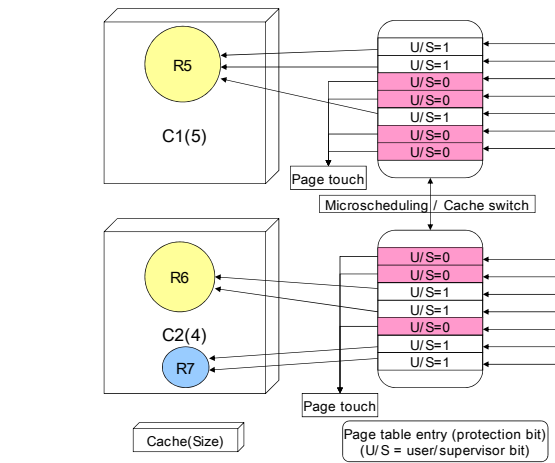 R5
C1(5)
U/S=1
U/S=1
U/S=0
U/S=0
U/S=1
U/S=0
U/S=0
Page touch
Microscheduling / Cache switch
R6
C2(4)
R7
U/S=0
U/S=0
U/S=1
U/S=1
U/S=0
U/S=1
U/S=1
Page touch
Cache(Size)
Page table entry (protection bit)
(U/S = user/supervisor bit)